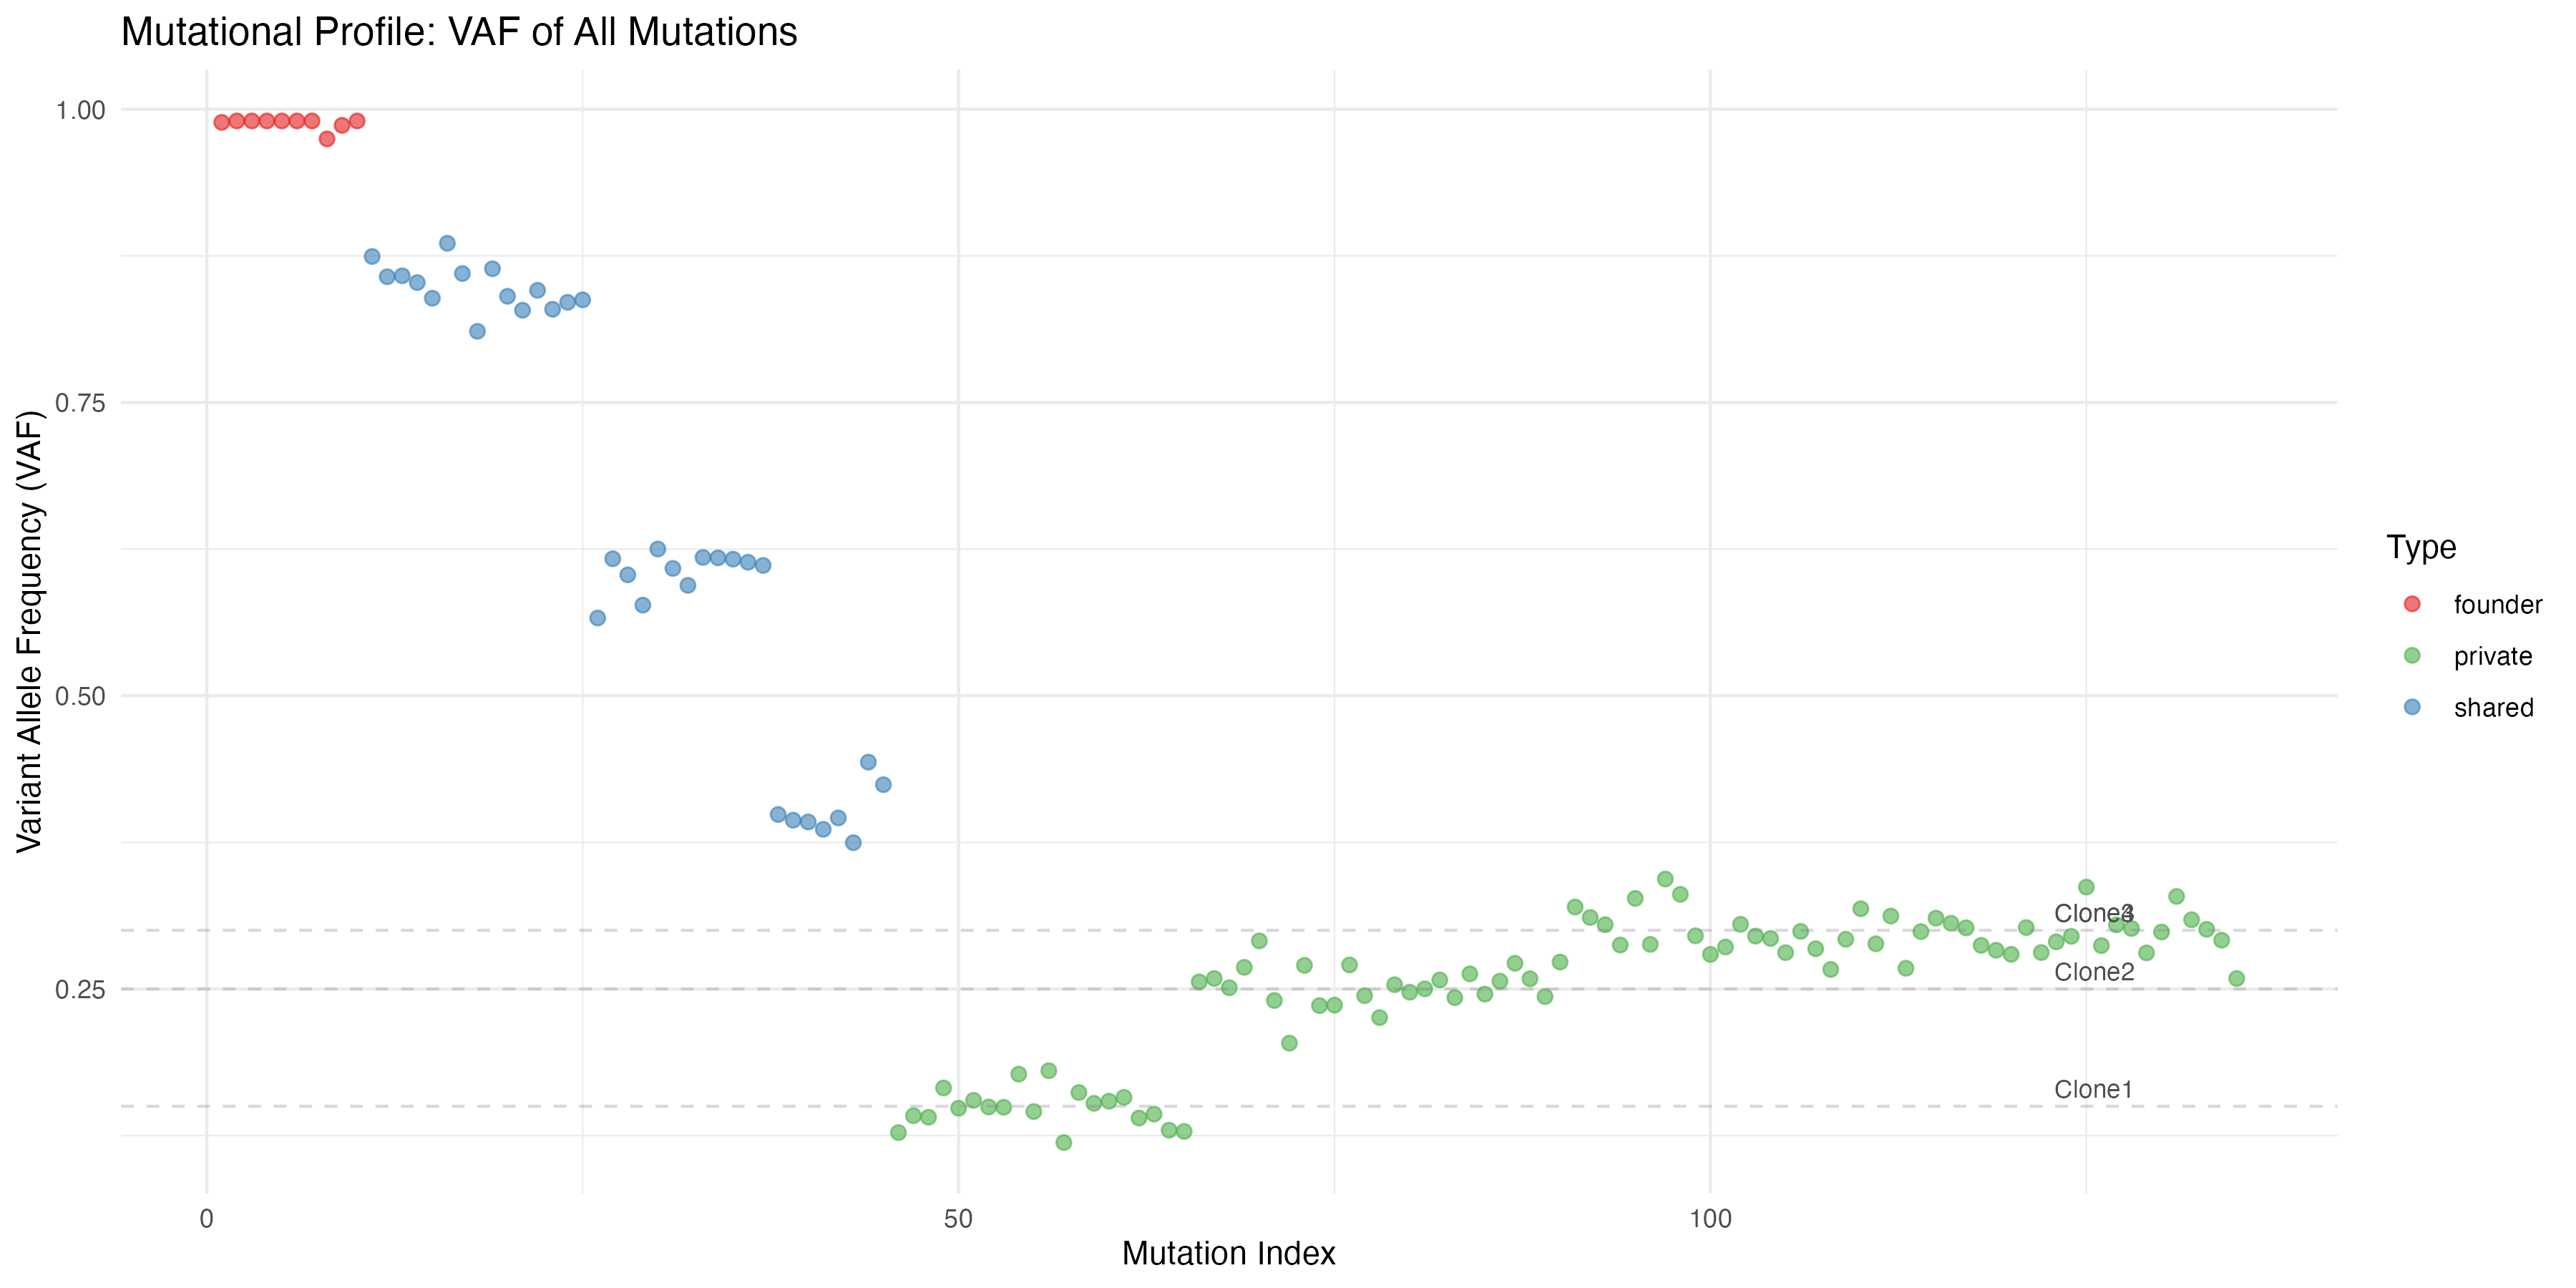 Mutational Profile: VAF of All Mutations
Variant Allele Frequency (VAF)
1.00
0.75
0.50
0.25
Clone2
Clone1
0
50
100
Mutation Index
Type
founder
private
shared